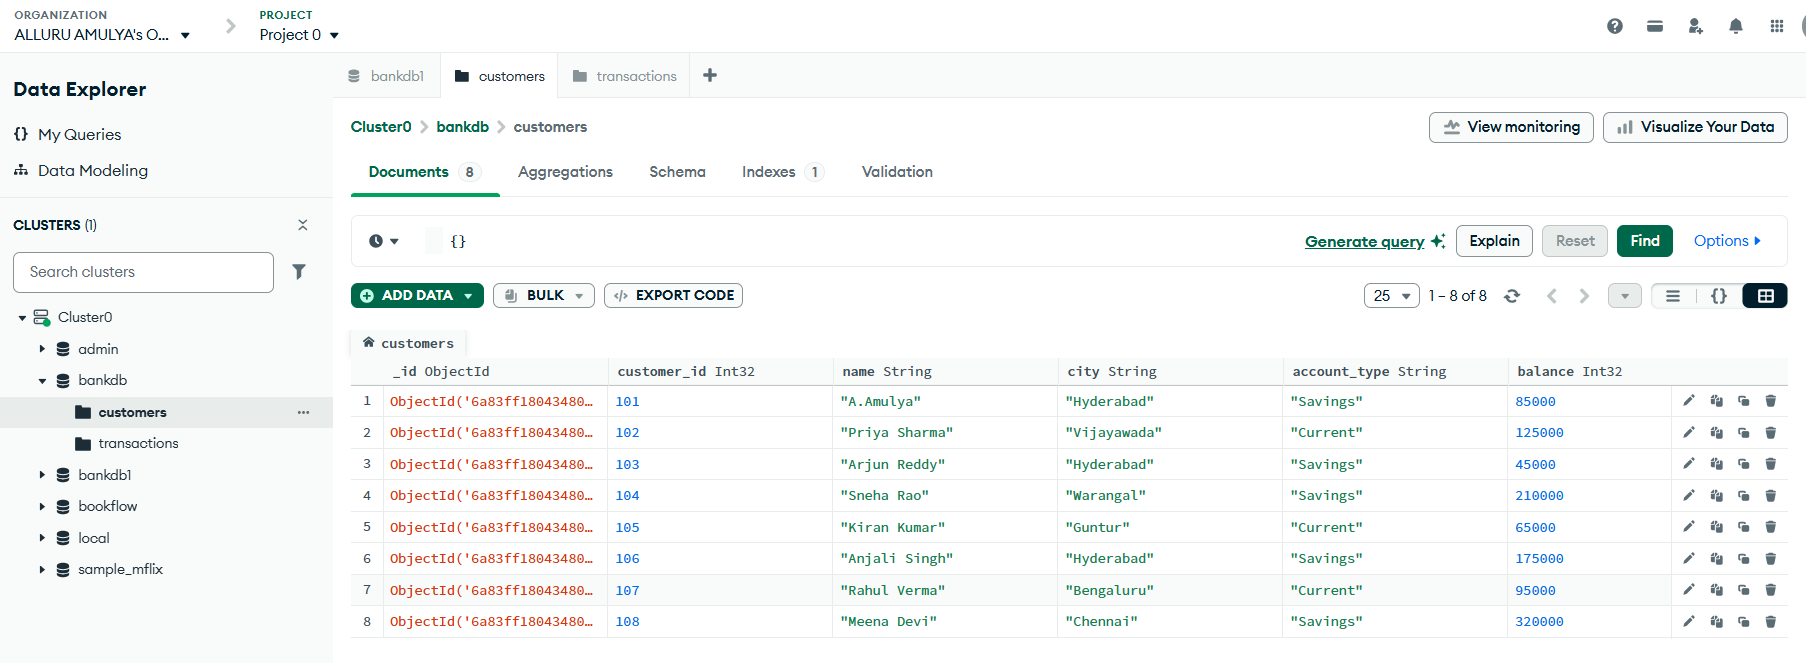 ORGANIZATION
ALLURU AMULYA's O...
PROJECT
Project 0
Data Explorer
My Queries
Data Modeling
CLUSTERS (1)
Search clusters
Cluster0
admin
bankdb
customers
transactions
bankdb1
bookflow
local
sample_mflix
bankdb1 customers transactions
Cluster0 > bankdb > customers
View monitoring Visualize Your Data
Documents 8 Aggregations Schema Indexes 1 Validation
{} Generate query Explain Reset Find Options
ADD DATA BULK EXPORT CODE 25 1 – 8 of 8 {}
customers
_id ObjectId customer_id Int32 name String city String account_type String balance Int32
1 ObjectId('6a83ff18043480… 101 "A.Amulya" "Hyderabad" "Savings" 85000
2 ObjectId('6a83ff18043480… 102 "Priya Sharma" "Vijayawada" "Current" 125000
3 ObjectId('6a83ff18043480… 103 "Arjun Reddy" "Hyderabad" "Savings" 45000
4 ObjectId('6a83ff18043480… 104 "Sneha Rao" "Warangal" "Savings" 210000
5 ObjectId('6a83ff18043480… 105 "Kiran Kumar" "Guntur" "Current" 65000
6 ObjectId('6a83ff18043480… 106 "Anjali Singh" "Hyderabad" "Savings" 175000
7 ObjectId('6a83ff18043480… 107 "Rahul Verma" "Bengaluru" "Current" 95000
8 ObjectId('6a83ff18043480… 108 "Meena Devi" "Chennai" "Savings" 320000